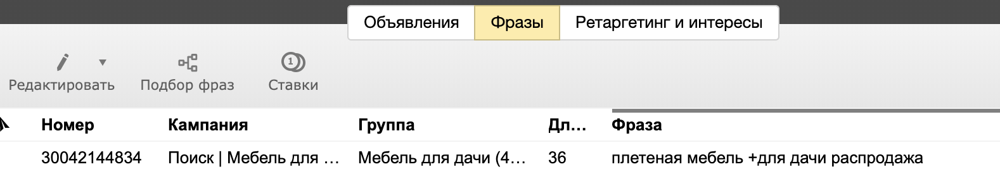 Объявления Фразы Ретаргетинг и интересы
1
Редактировать Подбор фраз Ставки
Номер Кампания Группа Дл... Фраза
30042144834 Поиск | Мебель для ... Мебель для дачи (4... 36 плетеная мебель +для дачи распродажа